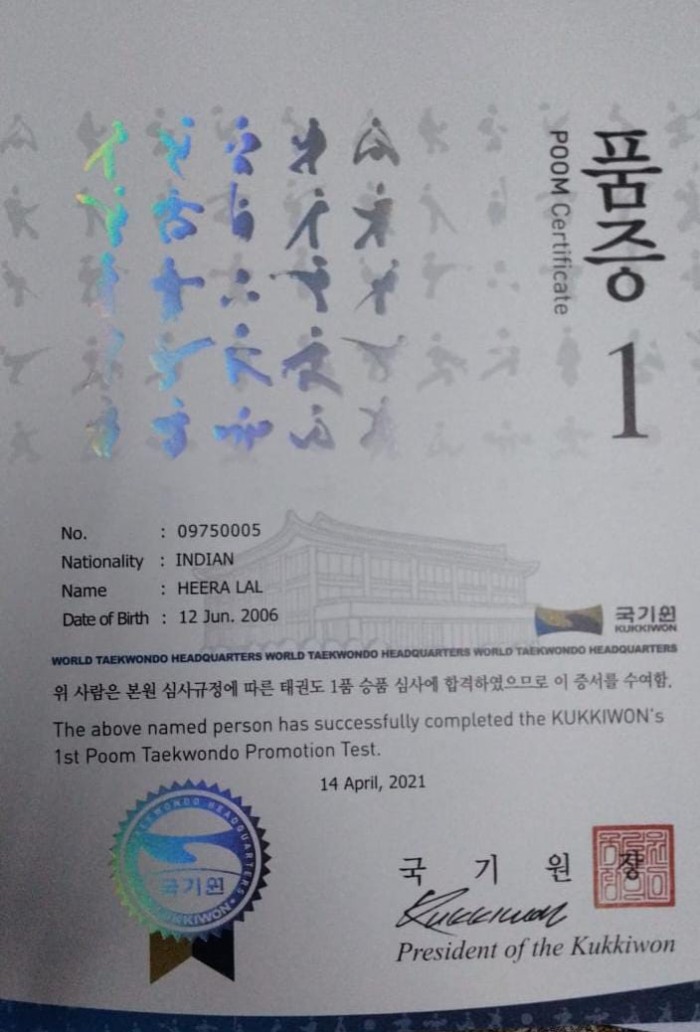 품증
POOM Certificate
1
No. : 09750005
Nationality : INDIAN
Name : HEERA LAL
Date of Birth : 12 Jun. 2006
국기원
KUKKIWON
WORLD TAEKWONDO HEADQUARTERS WORLD TAEKWONDO HEADQUARTERS WORLD TAEKWONDO HEADQUARTERS
위 사람은 본원 심사규정에 따른 태권도 1품 승품 심사에 합격하였으므로 이 증서를 수여함.
The above named person has successfully completed the KUKKIWON's
1st Poom Taekwondo Promotion Test.
14 April, 2021
국기원
KUKKIWON
국 기 원 장
Kukkiwon
President of the Kukkiwon